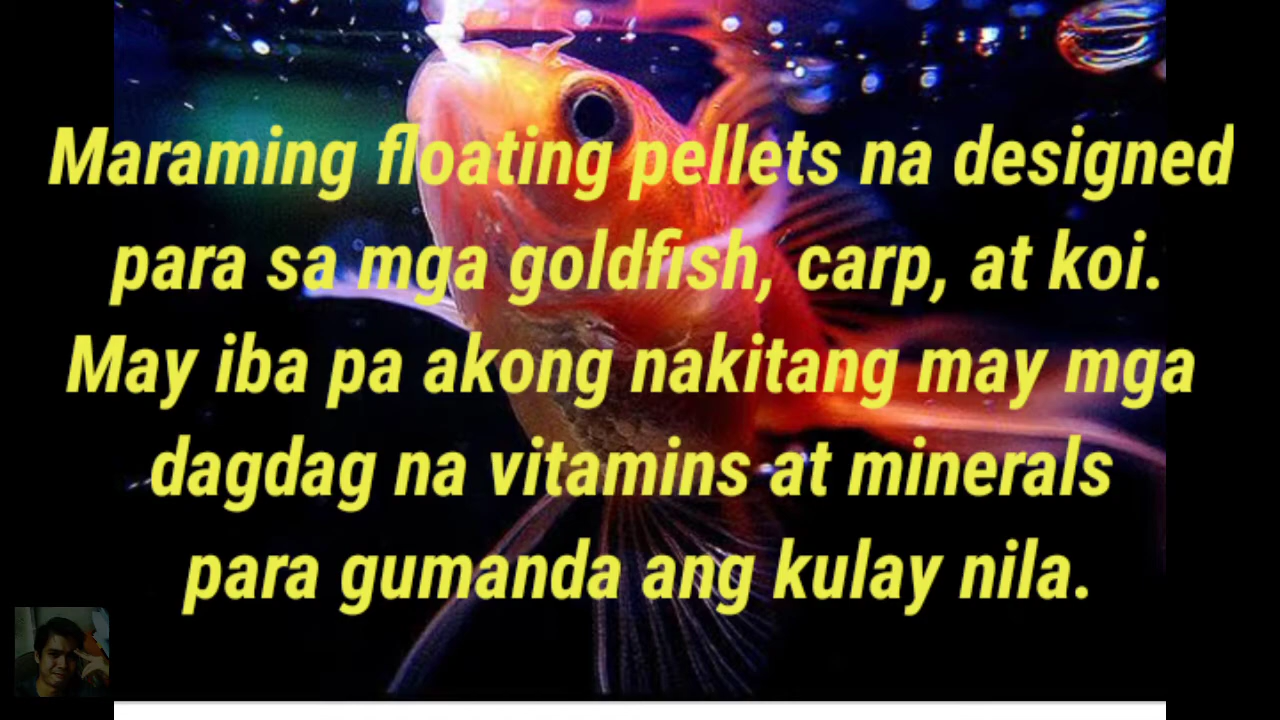 Maraming floating pellets na designed
para sa mga goldfish, carp, at koi.
May iba pa akong nakitang may mga
dagdag na vitamins at minerals
para gumanda ang kulay nila.